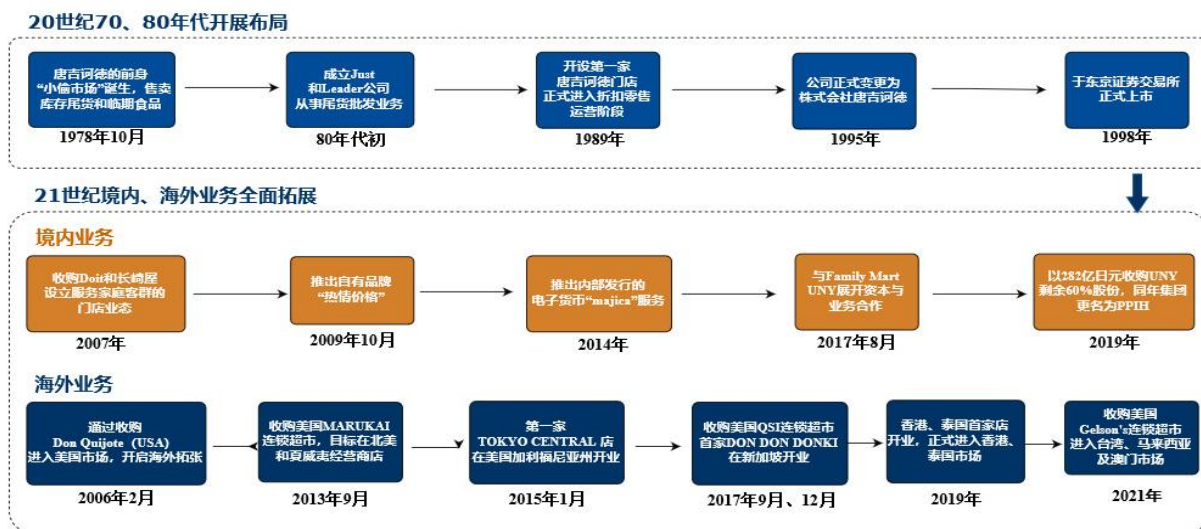 20世纪70、80年代开展布局
唐吉诃德的前身
“小偷市场”诞生，售卖
库存尾货和临期食品
1978年10月
成立Just
和Leader公司
从事尾货批发业务
80年代初
开设第一家
唐吉诃德门店
正式进入折扣零售
运营阶段
1989年
公司正式变更为
株式会社唐吉诃德
1995年
于东京证券交易所
正式上市
1998年
21世纪境内、海外业务全面拓展
境内业务
收购Doit和长崎屋
设立服务家庭客群的
门店业态
2007年
推出自有品牌
“热情价格”
2009年10月
推出内部发行的
电子货币“majica”服务
2014年
与Family Mart
UNY展开资本与
业务合作
2017年8月
以282亿日元收购UNY
剩余60%股份，同年集团
更名为PPIH
2019年
海外业务
通过收购
Don Quijote（USA）
进入美国市场，开启海外拓张
2006年2月
收购美国MARUKAI
连锁超市，目标在北美
和夏威夷经营商店
2013年9月
第一家
TOKYO CENTRAL 店
在美国加利福尼亚州开业
2015年1月
收购美国QSI连锁超市
首家DON DON DONKI
在新加坡开业
2017年9月、12月
香港、泰国首家店
开业，正式进入香港、
泰国市场
2019年
收购美国
Gelson's连锁超市
进入台湾、马来西亚
及澳门市场
2021年